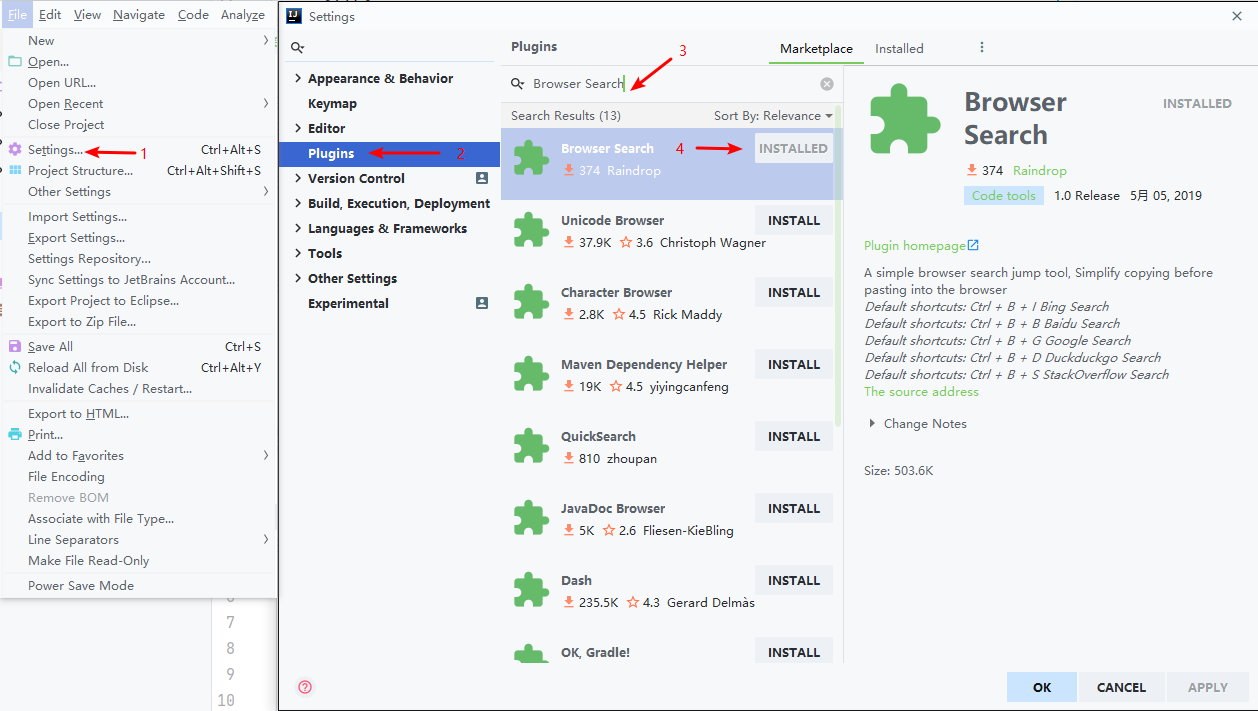 File Edit View Navigate Code Analyze
New
Open...
Open URL...
Open Recent
Close Project
Settings... Ctrl+Alt+S
1
Project Structure... Ctrl+Alt+Shift+S
Other Settings
Import Settings...
Export Settings...
Settings Repository...
Sync Settings to JetBrains Account...
Export Project to Eclipse...
Export to Zip File...
Save All Ctrl+S
Reload All from Disk Ctrl+Alt+Y
Invalidate Caches / Restart...
Export to HTML...
Print...
Add to Favorites
File Encoding
Remove BOM
Associate with File Type...
Line Separators
Make File Read-Only
Power Save Mode
7
8
9
10
IJ Settings
Appearance & Behavior
Keymap
Editor
Plugins
2
Version Control
Build, Execution, Deployment
Languages & Frameworks
Tools
Other Settings
Experimental
Plugins
Marketplace Installed
3
Browser Search
Search Results (13) Sort By: Relevance
Browser Search
4
INSTALLED
374 Raindrop
Unicode Browser INSTALL
37.9K 3.6 Christoph Wagner
Character Browser INSTALL
2.8K 4.5 Rick Maddy
Maven Dependency Helper INSTALL
19K 4.5 yiyingcanfeng
QuickSearch INSTALL
810 zhoupan
JavaDoc Browser INSTALL
5K 2.6 Fliesen-KieBling
Dash INSTALL
235.5K 4.3 Gerard Delmàs
OK, Gradle! INSTALL
Browser
Search
INSTALLED
374 Raindrop
Code tools 1.0 Release 5月 05, 2019
Plugin homepage
A simple browser search jump tool, Simplify copying before
pasting into the browser
Default shortcuts: Ctrl + B + I Bing Search
Default shortcuts: Ctrl + B + B Baidu Search
Default shortcuts: Ctrl + B + G Google Search
Default shortcuts: Ctrl + B + D Duckduckgo Search
Default shortcuts: Ctrl + B + S StackOverflow Search
The source address
Change Notes
Size: 503.6K
?
OK CANCEL APPLY